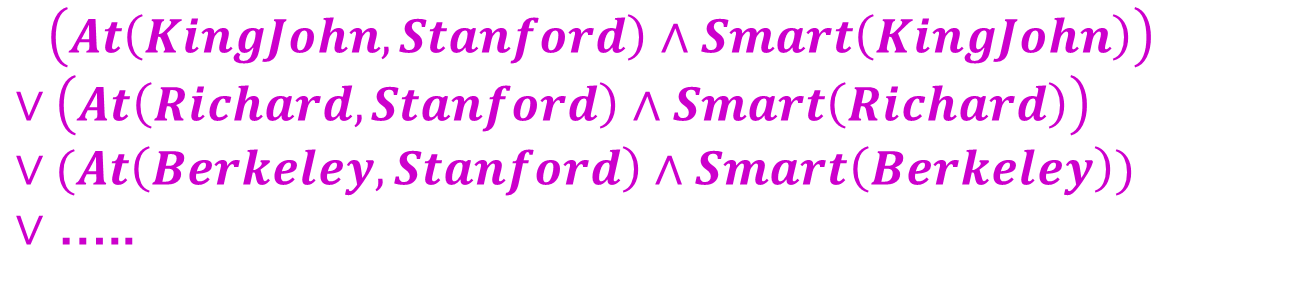 (At(KingJohn, Stanford) ∧ Smart(KingJohn))
∨ (At(Richard, Stanford) ∧ Smart(Richard))
∨ (At(Berkeley, Stanford) ∧ Smart(Berkeley))
∨ .....